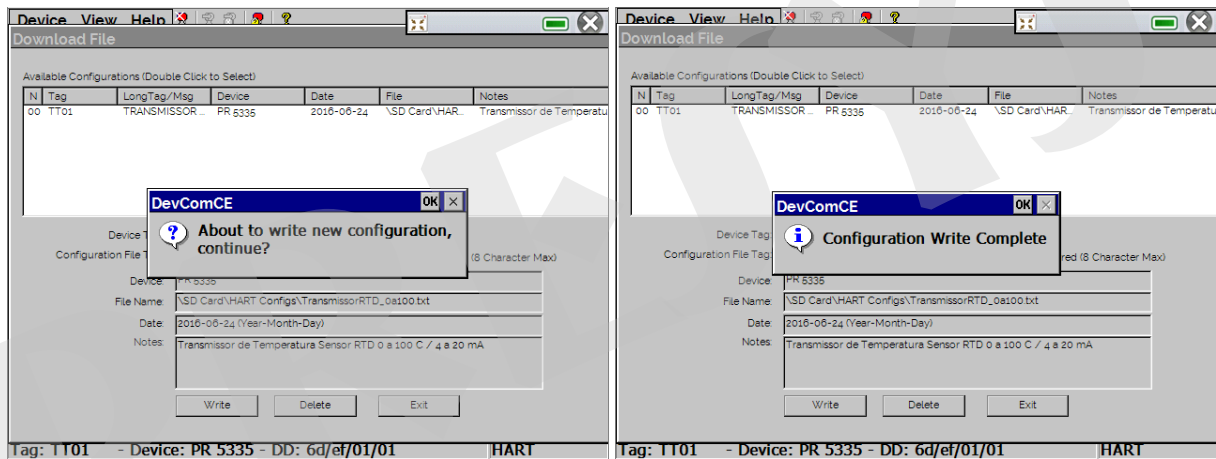 Device View Help
Download File
Available Configurations (Double Click to Select)
N Tag LongTag/Msg Device Date File Notes
00 TT01 TRANSMISSOR ... PR 5335 2016-06-24 \SD Card\HAR... Transmissor de Temperatu
DevComCE OK
About to write new configuration,
continue?
Device T
Configuration File T (8 Character Max)
Device: PR 5335
File Name: \SD Card\HART Configs\TransmissorRTD_0a100.txt
Date: 2016-06-24 (Year-Month-Day)
Notes: Transmissor de Temperatura Sensor RTD 0 a 100 C / 4 a 20 mA
Write Delete Exit
Tag: TT01 - Device: PR 5335 - DD: 6d/ef/01/01 HART
Device View Help
Download File
Available Configurations (Double Click to Select)
N Tag LongTag/Msg Device Date File Notes
00 TT01 TRANSMISSOR ... PR 5335 2016-06-24 \SD Card\HAR... Transmissor de Temperatu
DevComCE OK
Configuration Write Complete
Device Tag:
Configuration File Tag: red (8 Character Max)
Device: PR 5335
File Name: \SD Card\HART Configs\TransmissorRTD_0a100.txt
Date: 2016-06-24 (Year-Month-Day)
Notes: Transmissor de Temperatura Sensor RTD 0 a 100 C / 4 a 20 mA
Write Delete Exit
Tag: TT01 - Device: PR 5335 - DD: 6d/ef/01/01 HART